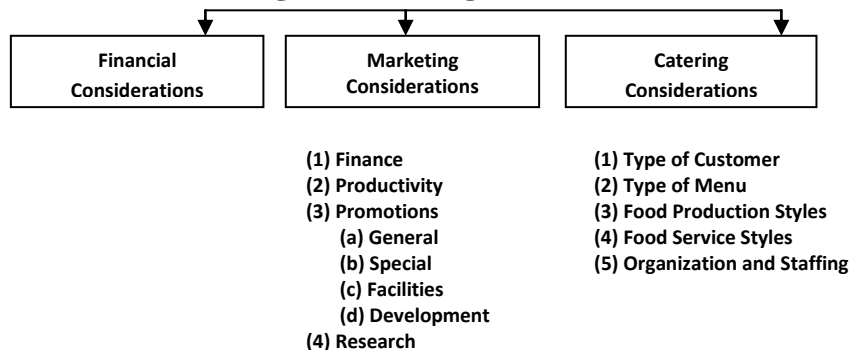 Financial
Considerations
Marketing
Considerations
Catering
Considerations
(1) Finance
(2) Productivity
(3) Promotions
(a) General
(b) Special
(c) Facilities
(d) Development
(4) Research
(1) Type of Customer
(2) Type of Menu
(3) Food Production Styles
(4) Food Service Styles
(5) Organization and Staffing